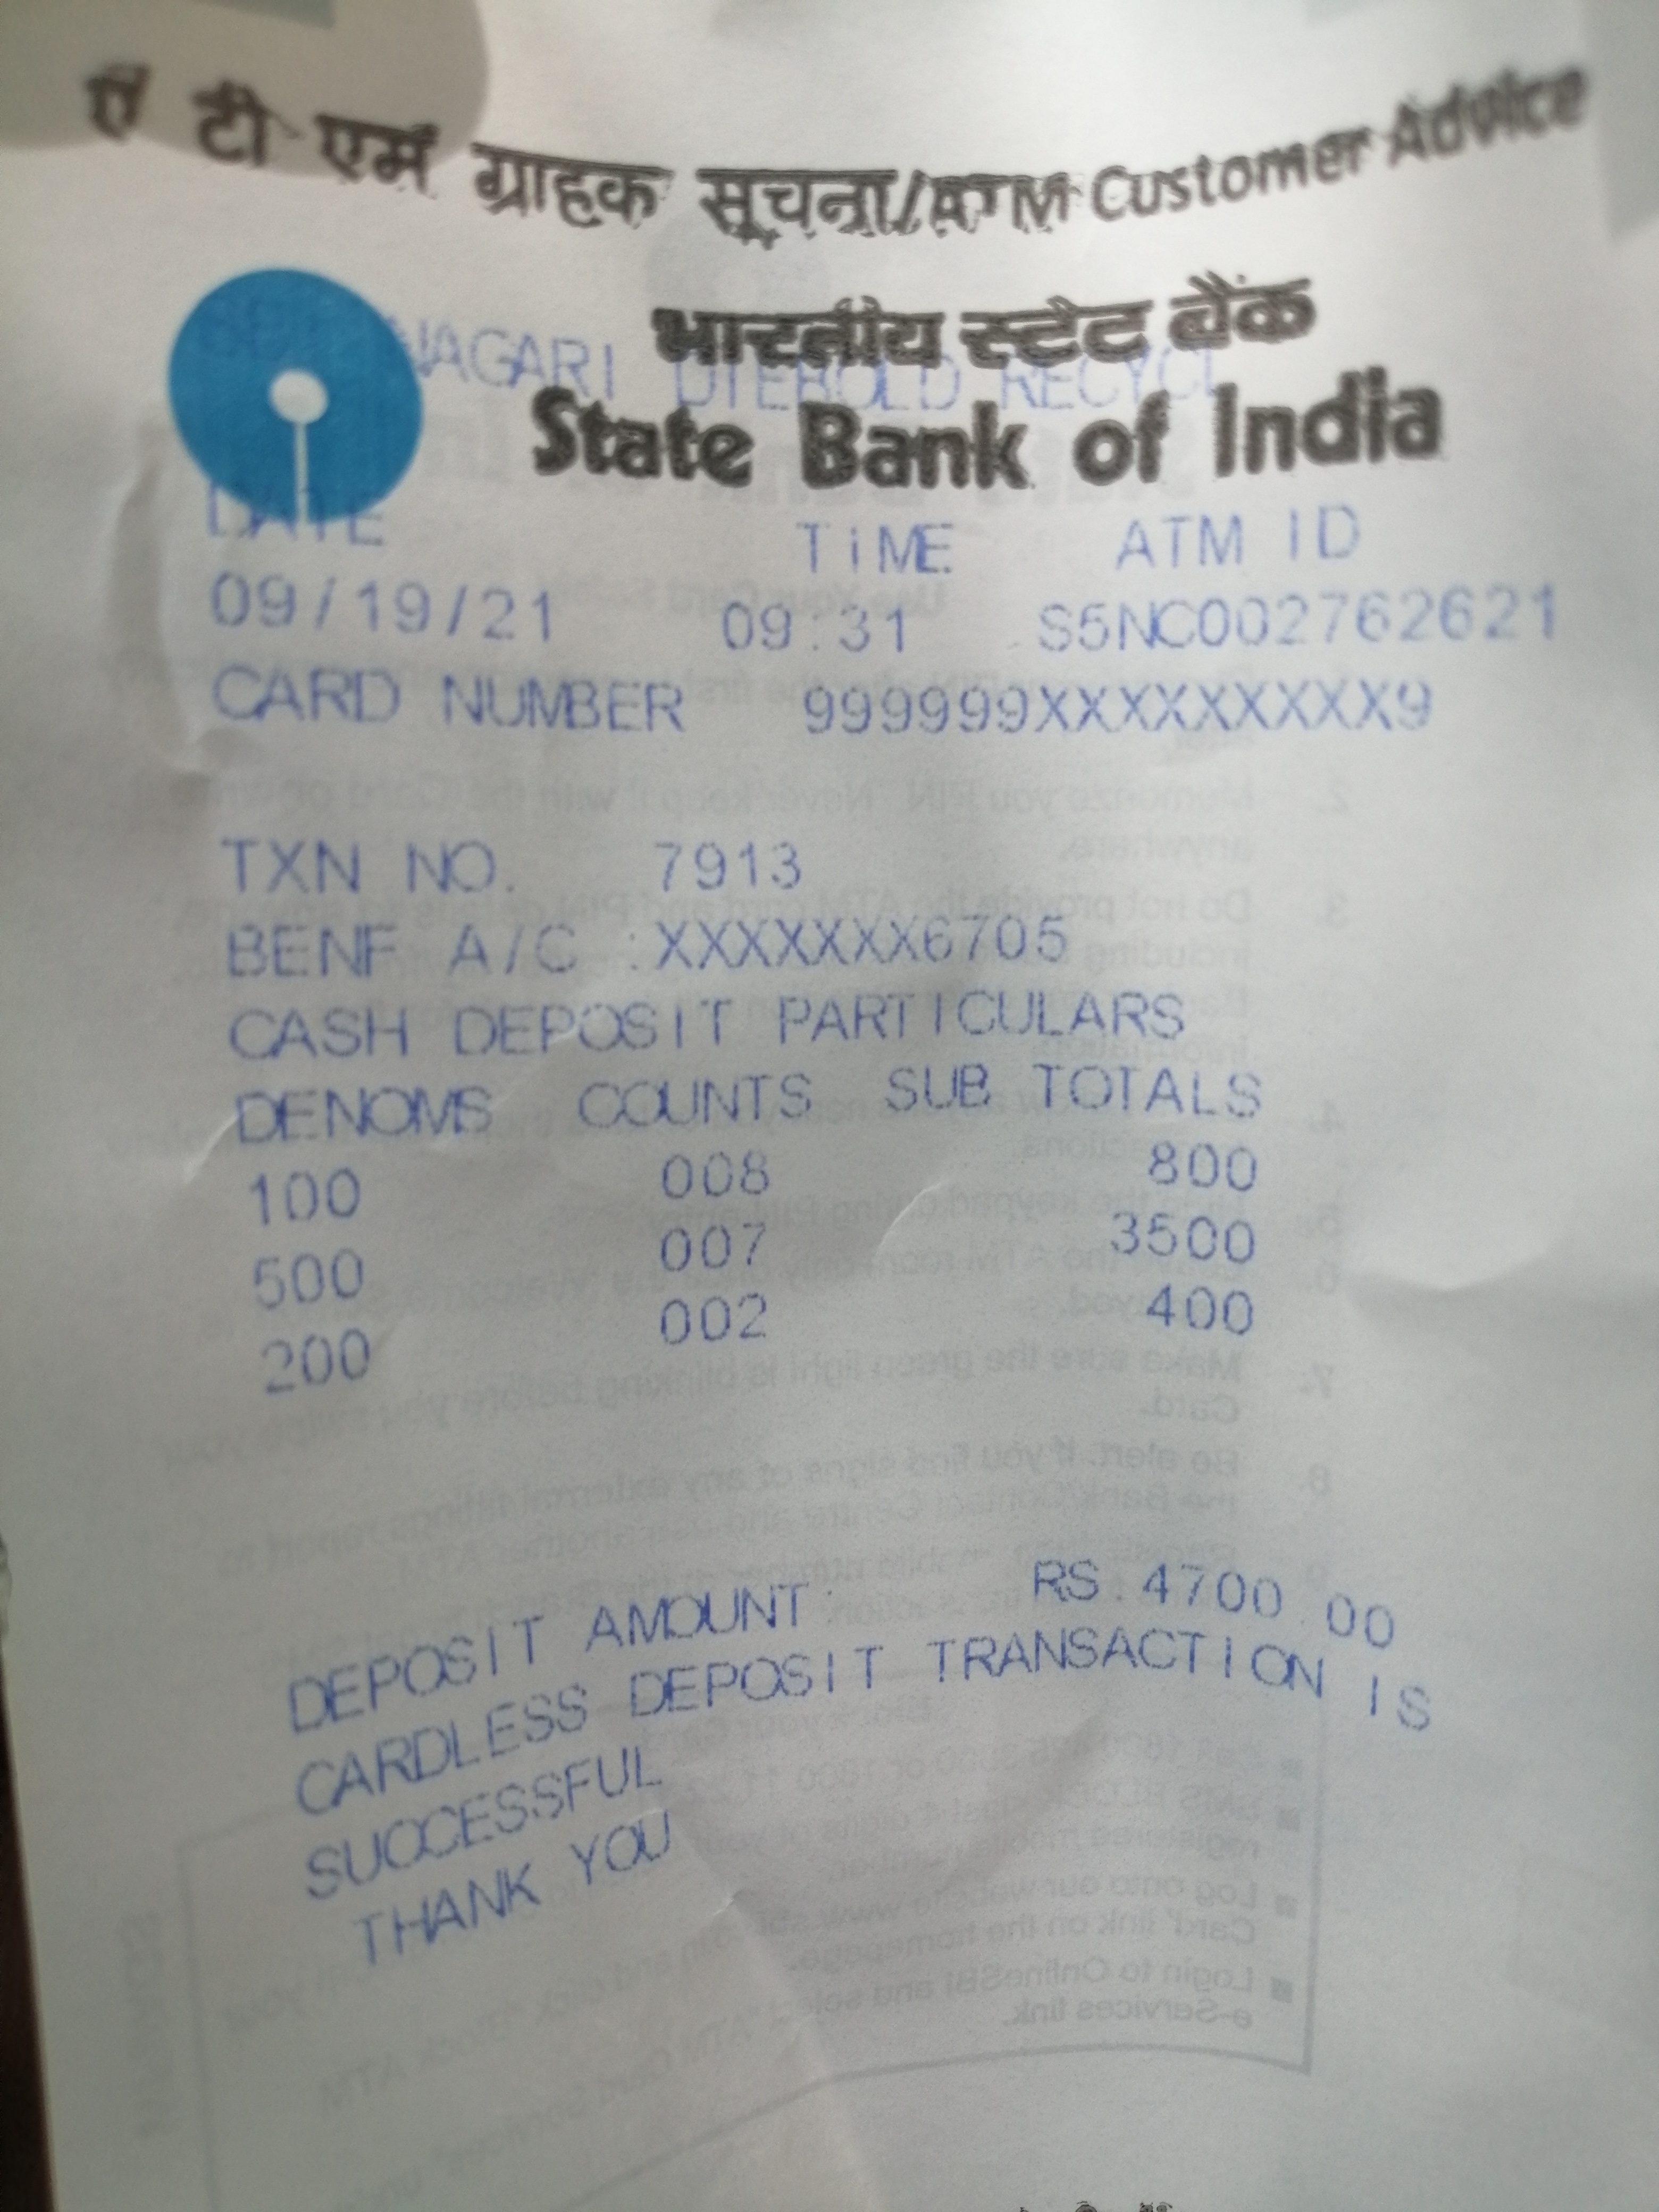 ए टी एम ग्राहक सूचना/ATM Customer Advice
भारतीय स्टेट बैंक
NAGARI DIEBOLD RECYCL
State Bank of India
DATE TIME ATM ID
09/19/21 09:31 S5NC002762621
CARD NUMBER 999999XXXXXXXXXX9
TXN NO. 7913
BENF A/C :XXXXXXX6705
CASH DEPOSIT PARTICULARS
DENOMS COUNTS SUB TOTALS
100 008 800
500 007 3500
200 002 400
DEPOSIT AMOUNT: RS.4700.00
CARDLESS DEPOSIT TRANSACTION IS
SUCCESSFUL
THANK YOU